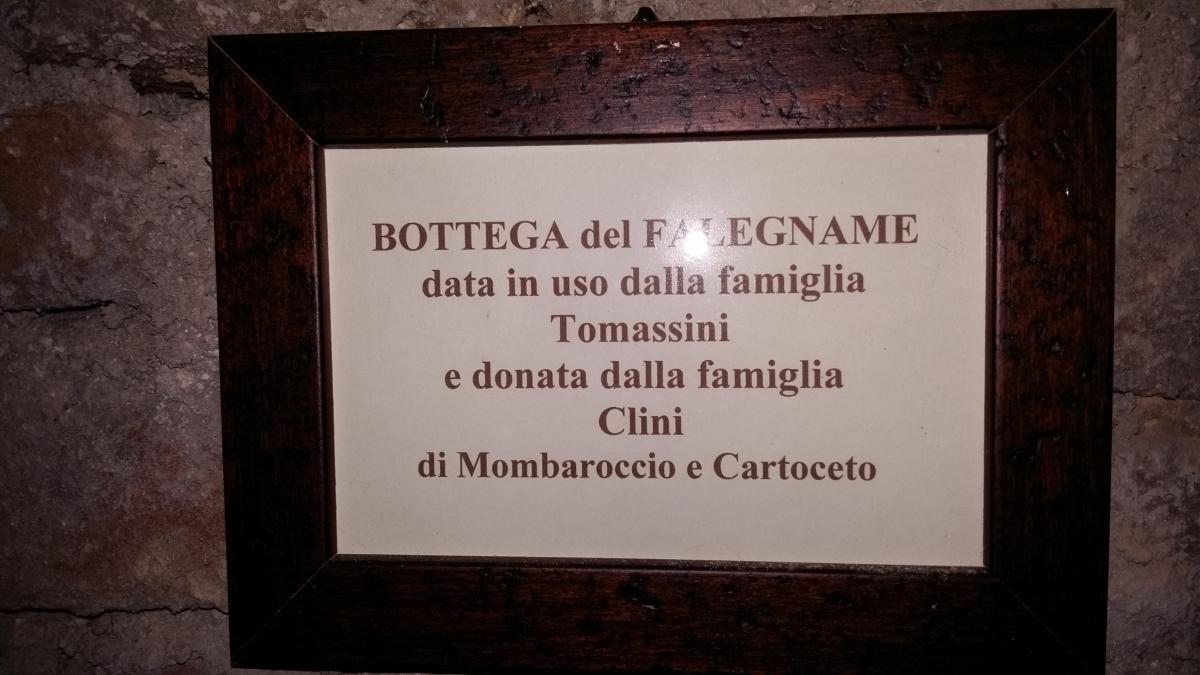 BOTTEGA del FALEGNAME
data in uso dalla famiglia
Tomassini
e donata dalla famiglia
Clini
di Mombaroccio e Cartoceto